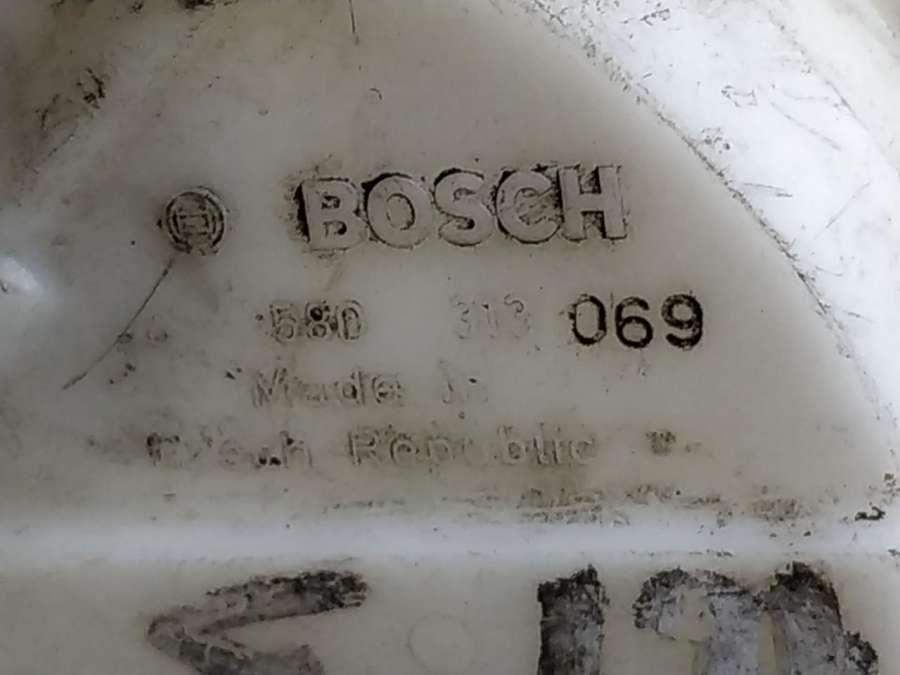 BOSCH
580 313 069
Made in
Czech Republic